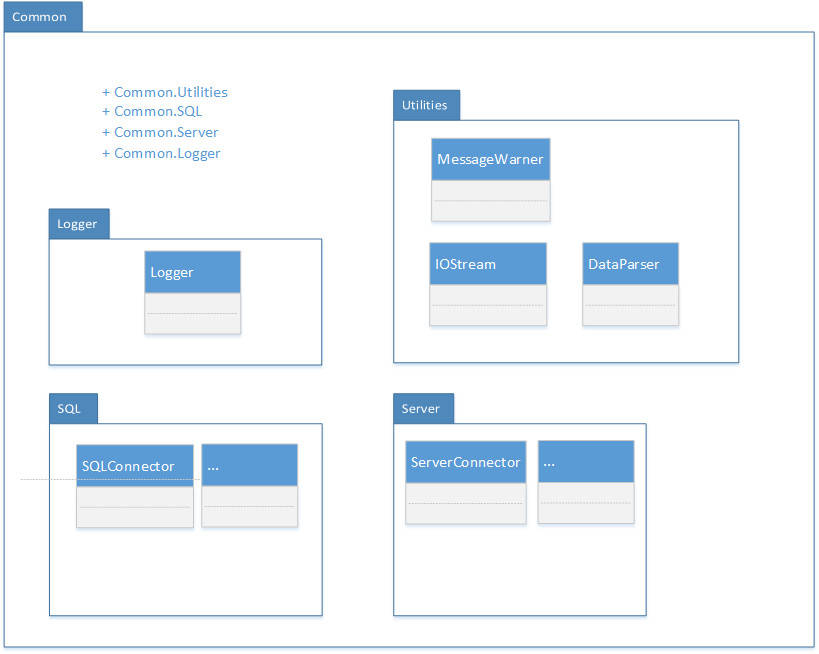 Common
+ Common.Utilities
+ Common.SQL
+ Common.Server
+ Common.Logger
Utilities
MessageWarner
IOStream
DataParser
Logger
Logger
SQL
SQLConnector
...
Server
ServerConnector
...